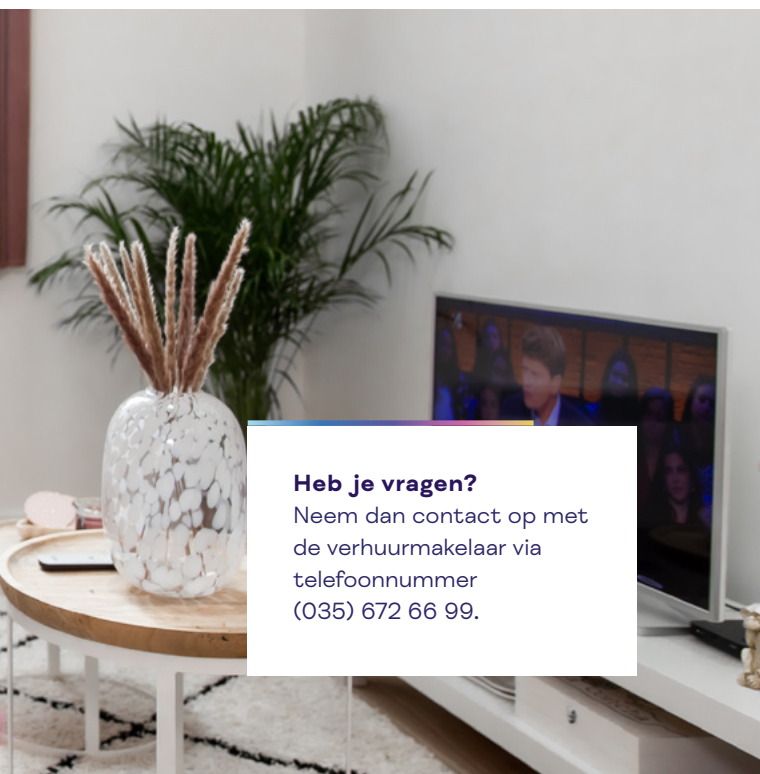 Heb je vragen?
Neem dan contact op met
de verhuurmakelaar via
telefoonnummer
(035) 672 66 99.